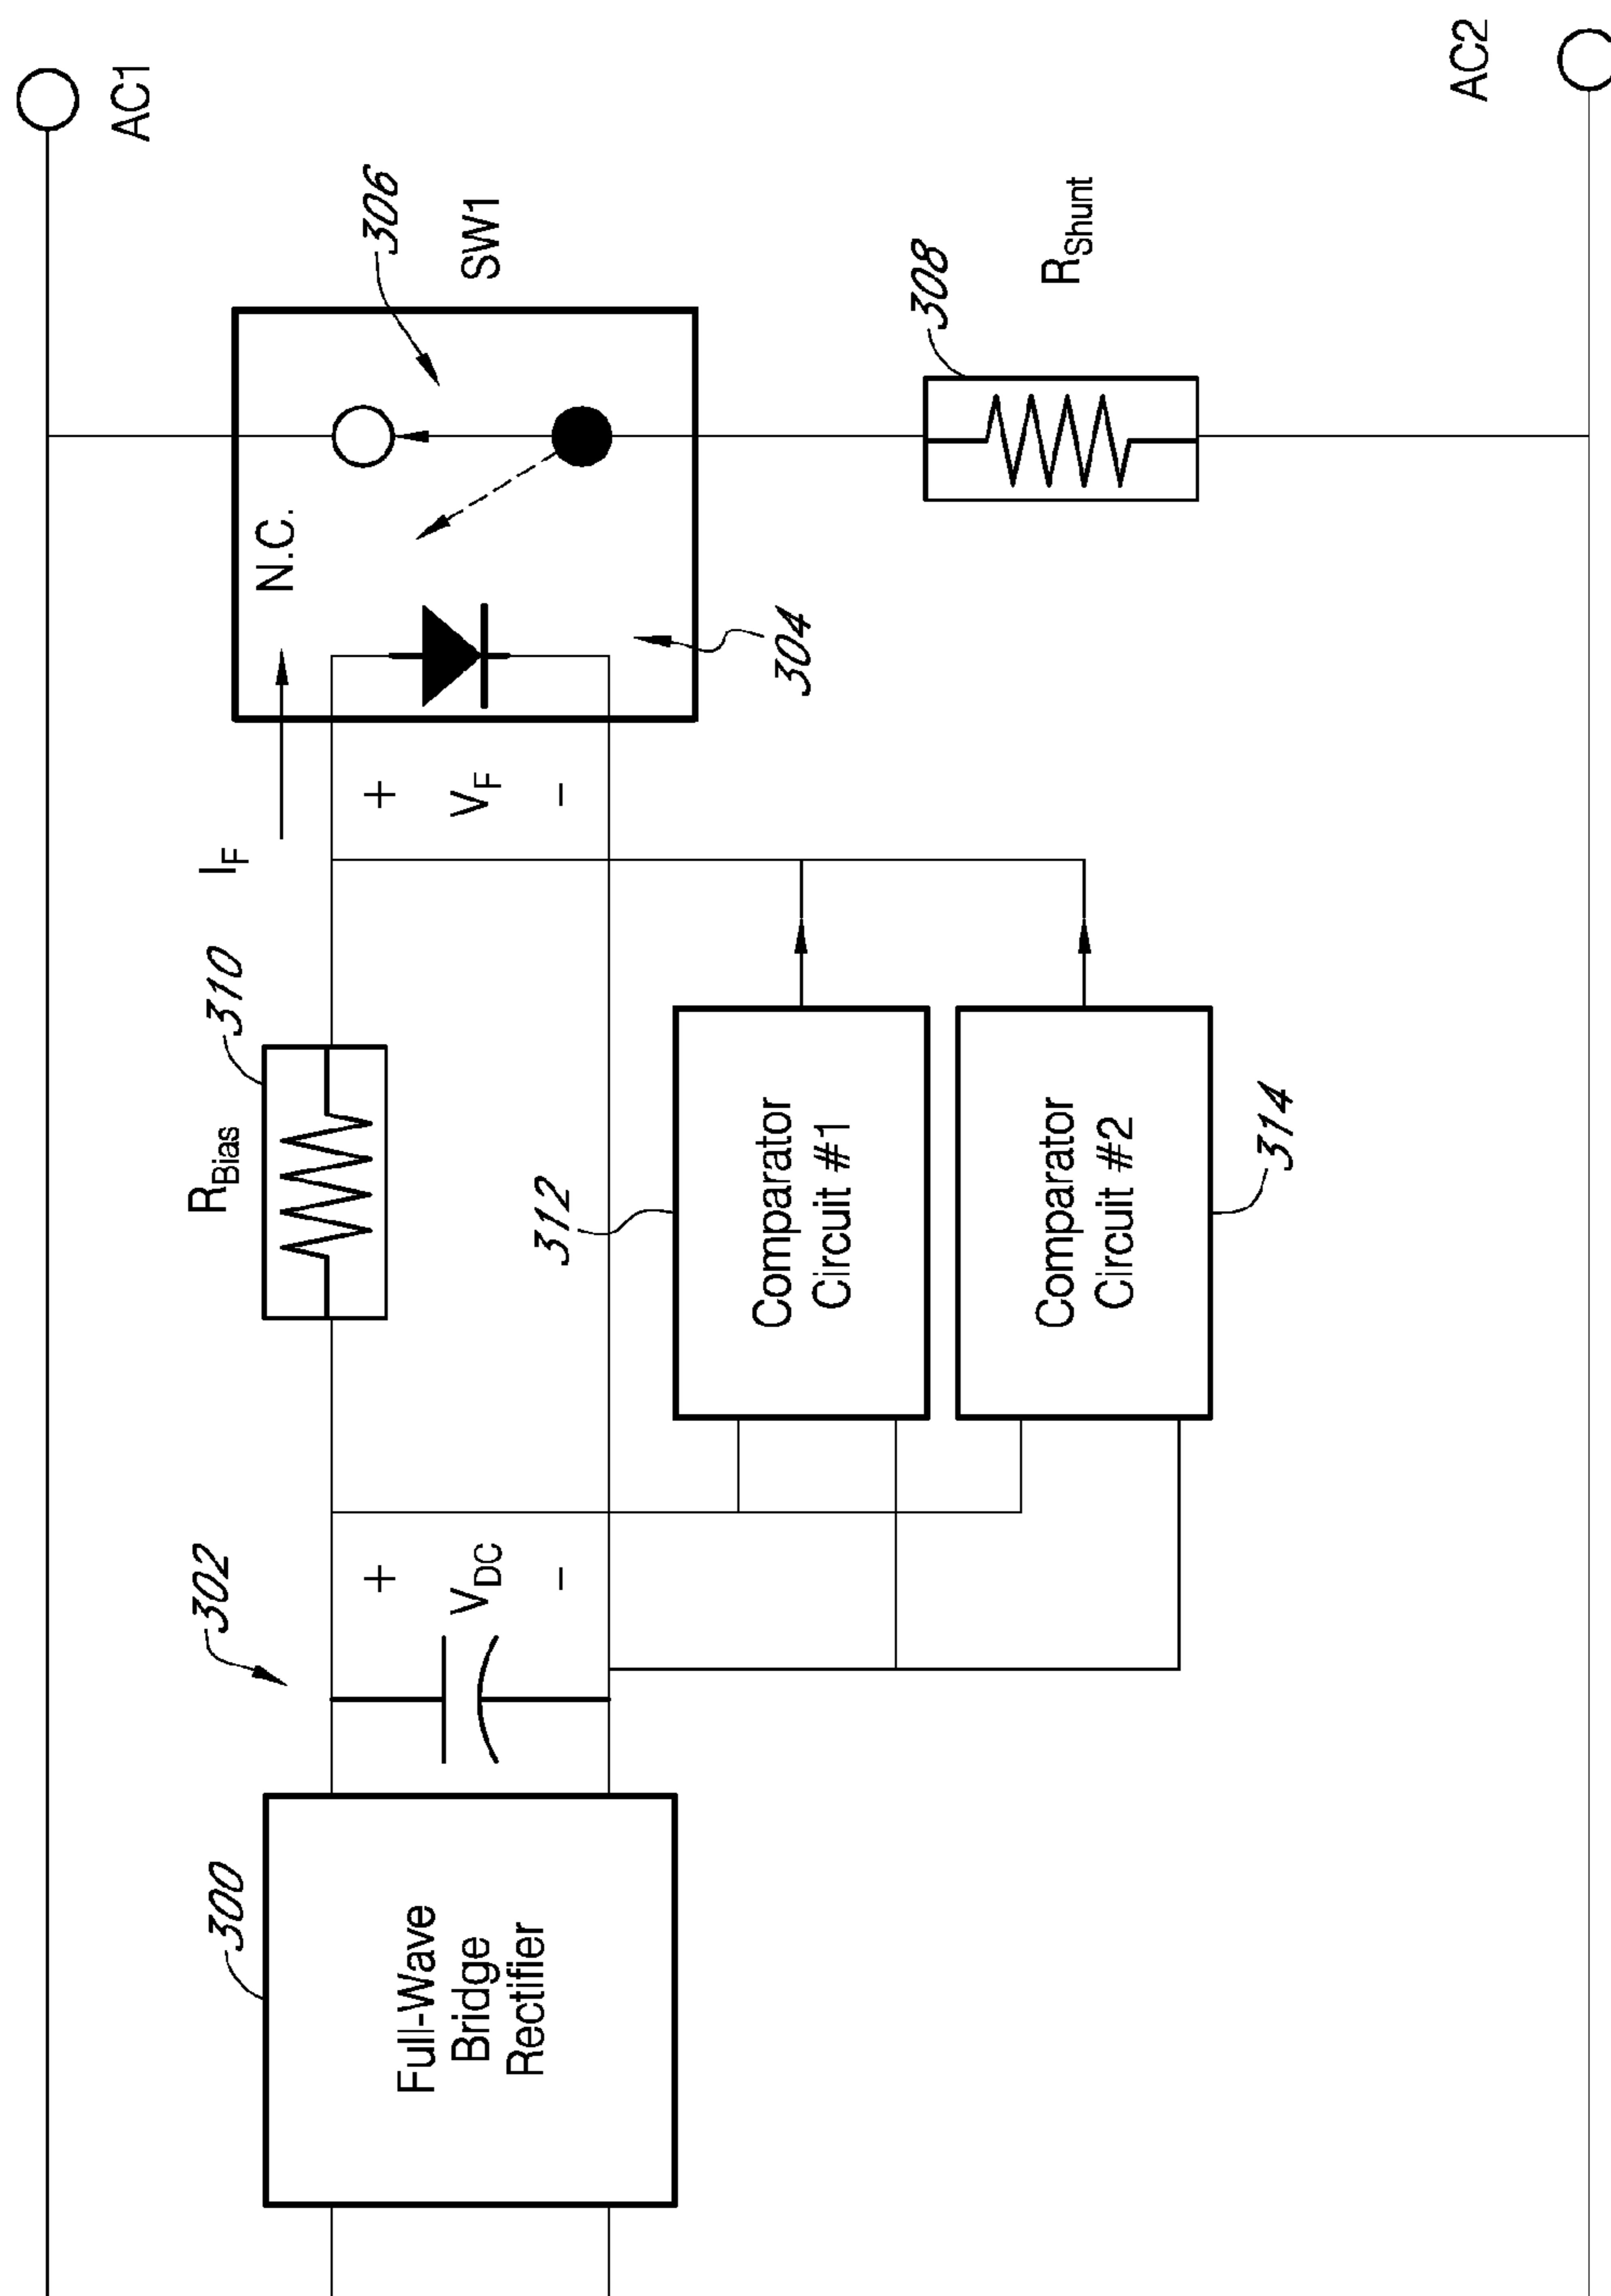 AC1
AC2
306
SW1
308
RShunt
N.C.
304
IF
+
VF
-
310
RBias
312
Comparator
Circuit #1
Comparator
Circuit #2
314
302
+
VDC
-
300
Full-Wave
Bridge
Rectifier